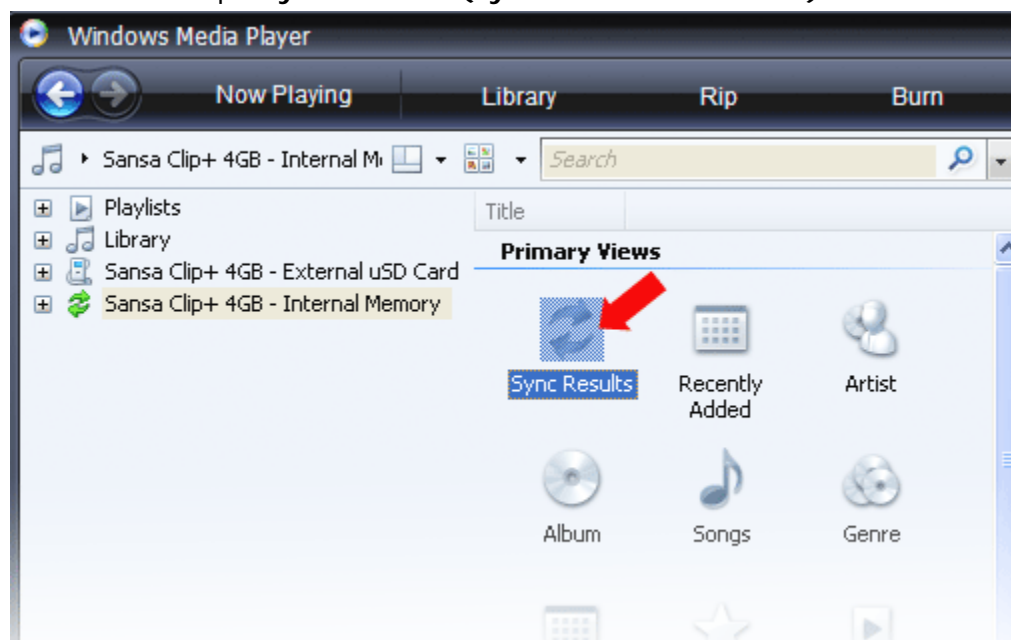 Windows Media Player
Now Playing Library Rip Burn
Sansa Clip+ 4GB - Internal M Search
Playlists
Library
Sansa Clip+ 4GB - External uSD Card
Sansa Clip+ 4GB - Internal Memory
Title
Primary Views
Sync Results
Recently
Added
Artist
Album
Songs
Genre